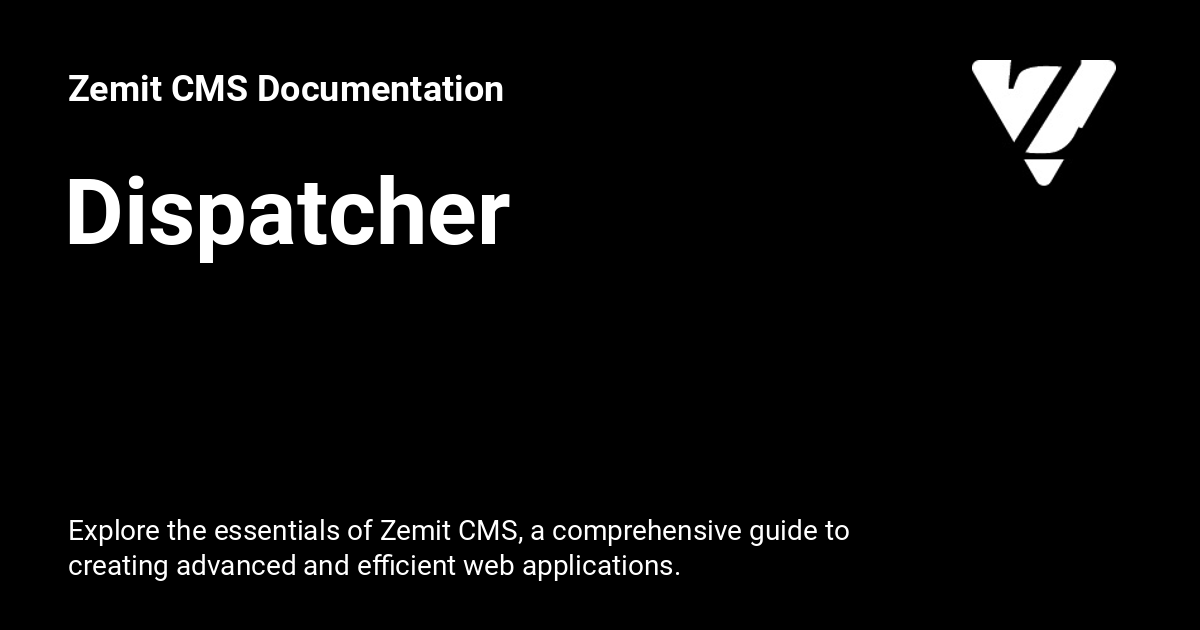 Zemit CMS Documentation
Dispatcher
Explore the essentials of Zemit CMS, a comprehensive guide to
creating advanced and efficient web applications.